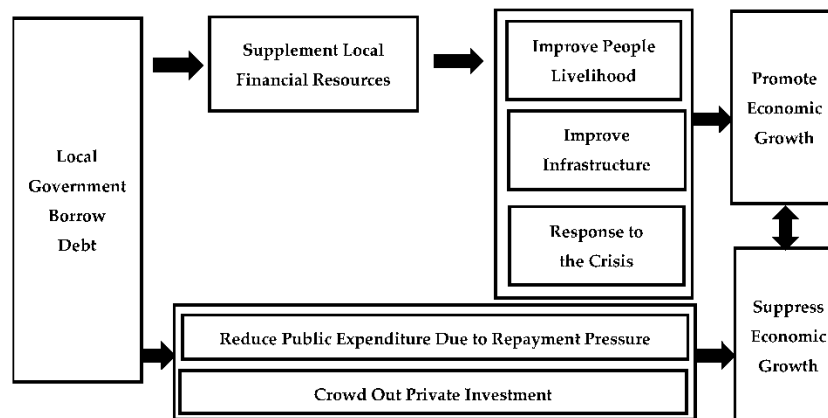 Local
Government
Borrow
Debt
Supplement Local
Financial Resources
Improve People
Livelihood
Improve
Infrastructure
Response to
the Crisis
Promote
Economic
Growth
Reduce Public Expenditure Due to Repayment Pressure
Crowd Out Private Investment
Suppress
Economic
Growth